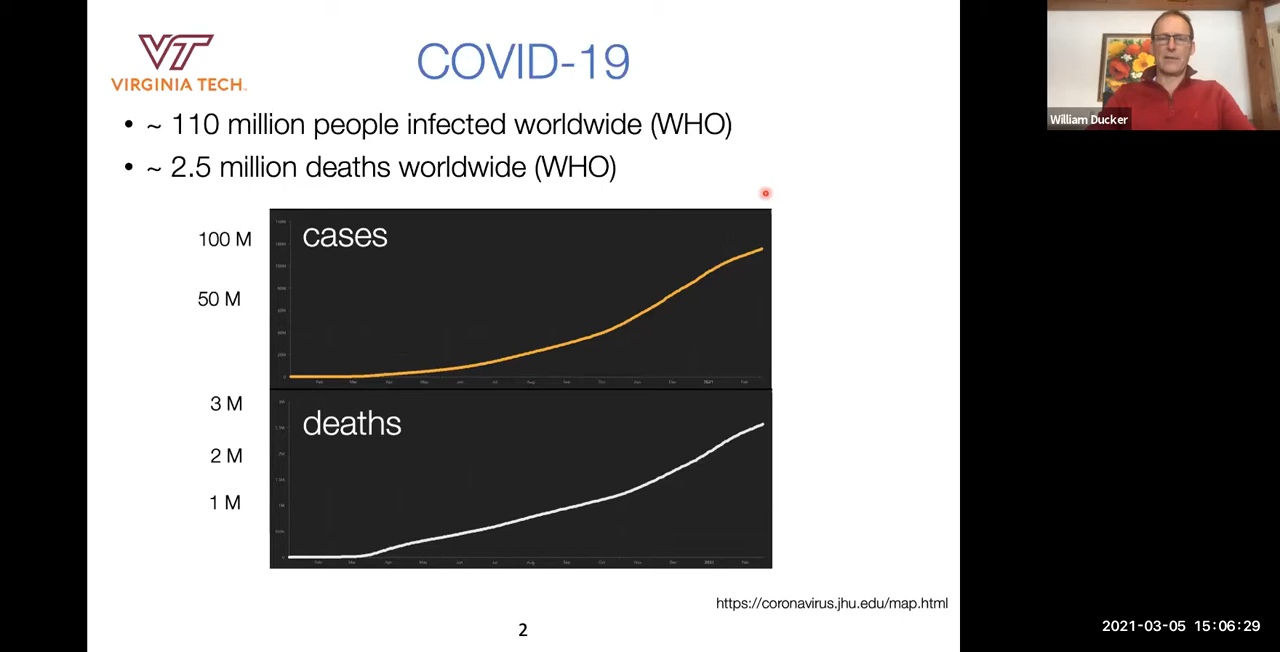 VT
VIRGINIA TECH
COVID-19
• ~ 110 million people infected worldwide (WHO)
• ~ 2.5 million deaths worldwide (WHO)
100 M
50 M
cases
3 M
2 M
1 M
deaths
https://coronavirus.jhu.edu/map.html
2
William Ducker
2021-03-05 15:06:29